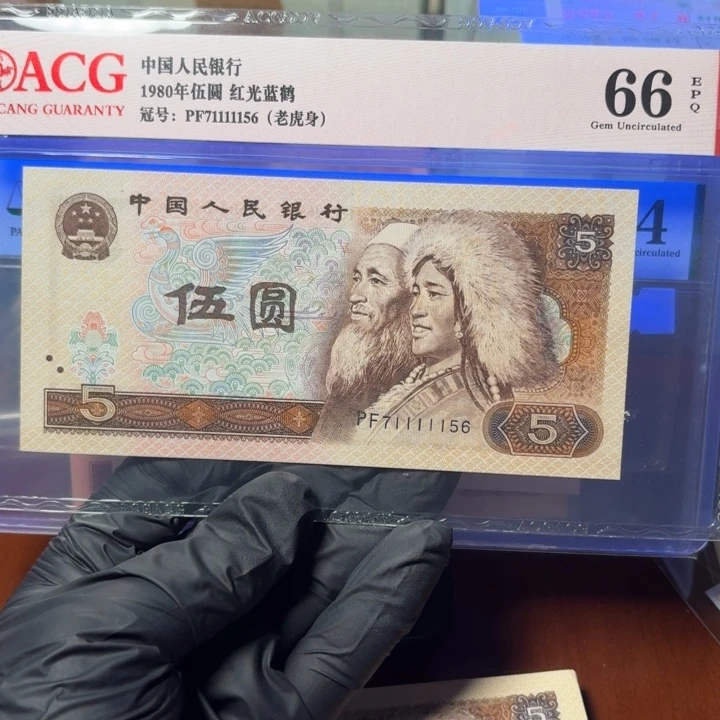 ACG
CANG GUARANTY
中国人民银行
1980年伍圆 红光蓝鹤
冠号：PF71111156（老虎身）
66
EPQ
Gem Uncirculated
中国人民银行
5
伍圆
4
5
PF71111156
5
5